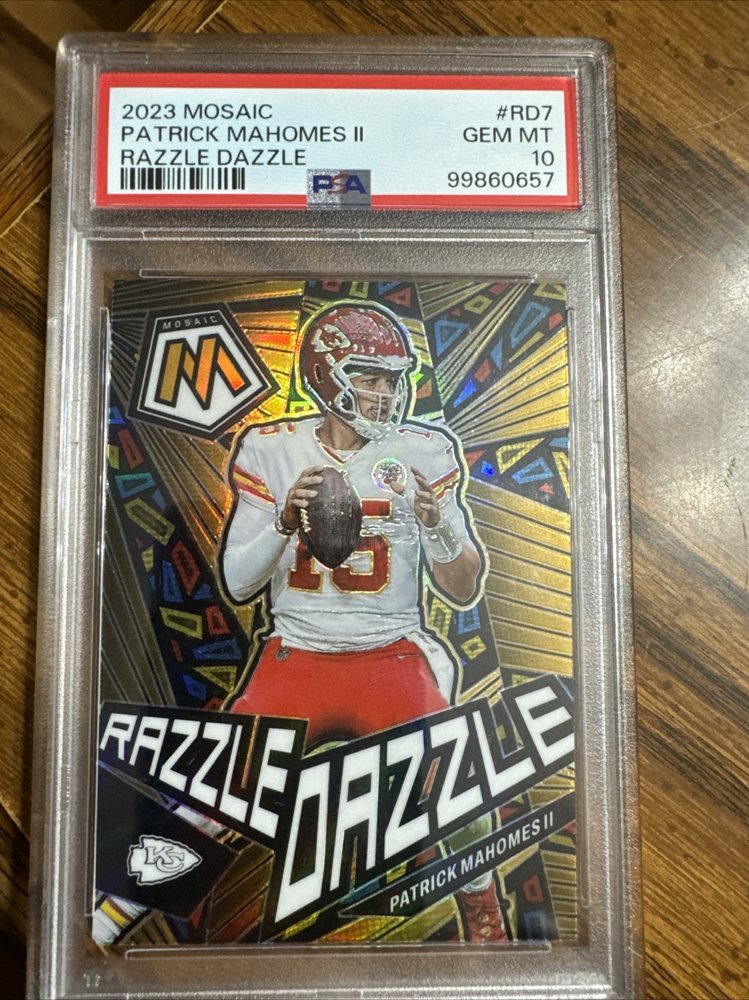 2023 MOSAIC #RD7
PATRICK MAHOMES II GEM MT
RAZZLE DAZZLE 10
PSA 99860657
MOSAIC
M
15
RAZZLE
DAZZLE
KC
PATRICK MAHOMES II